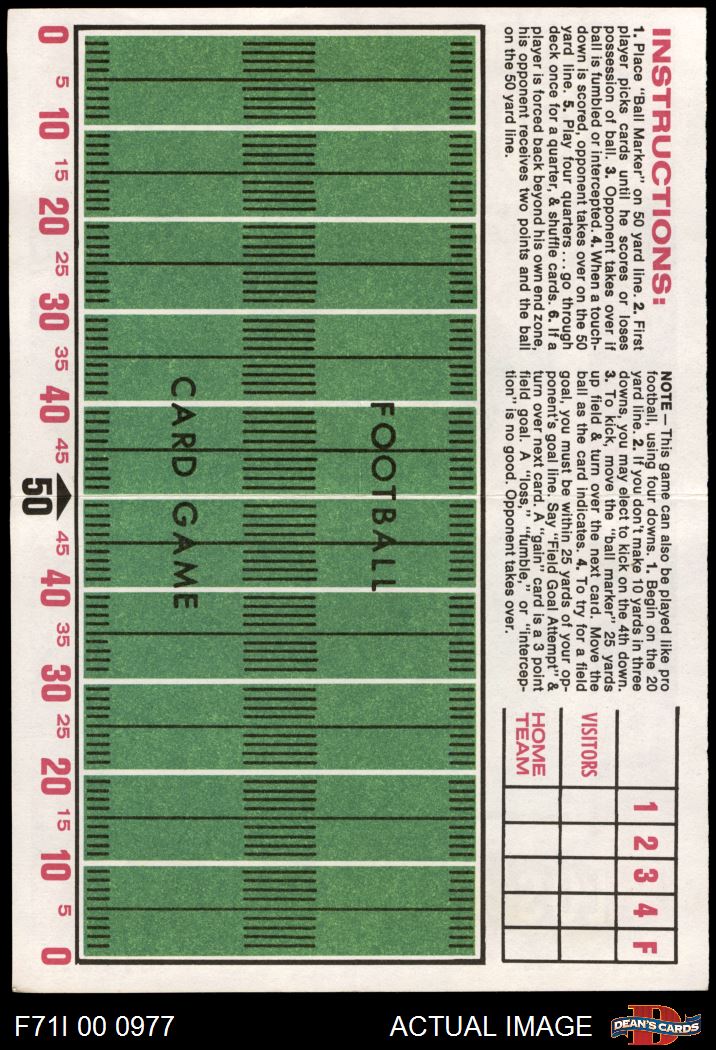 INSTRUCTIONS:
1. Place "Ball Marker" on 50 yard line. 2. First
player picks cards until he scores or loses
possession of ball. 3. Opponent takes over if
ball is fumbled or intercepted. 4. When a touch-
down is scored, opponent takes over on the 50
yard line. 5. Play four quarters ... go through
deck once for a quarter, & shuffle cards. 6. If a
player is forced back beyond his own end zone,
his opponent receives two points and the ball
on the 50 yard line.
NOTE — This game can also be played like pro
football, using four downs. 1. Begin on the 20
yard line. 2. If you don't make 10 yards in three
downs, you may elect to kick on the 4th down.
3. To kick, move the "ball marker" 25 yards
up field & turn over the next card. Move the
ball as the card indicates. 4. To try for a field
goal, you must be within 25 yards of your op-
ponent's goal line. Say "Field Goal Attempt" &
turn over next card. A "gain" card is a 3 point
field goal. A "loss," "fumble," or "intercep-
tion" is no good. Opponent takes over.
1 2 3 4 F
VISITORS
HOME
TEAM
FOOTBALL
CARD GAME
0 5 10 15 20 25 30 35 40 45 50 45 40 35 30 25 20 15 10 5 0
F71I 00 0977
ACTUAL IMAGE
DEAN'S CARDS